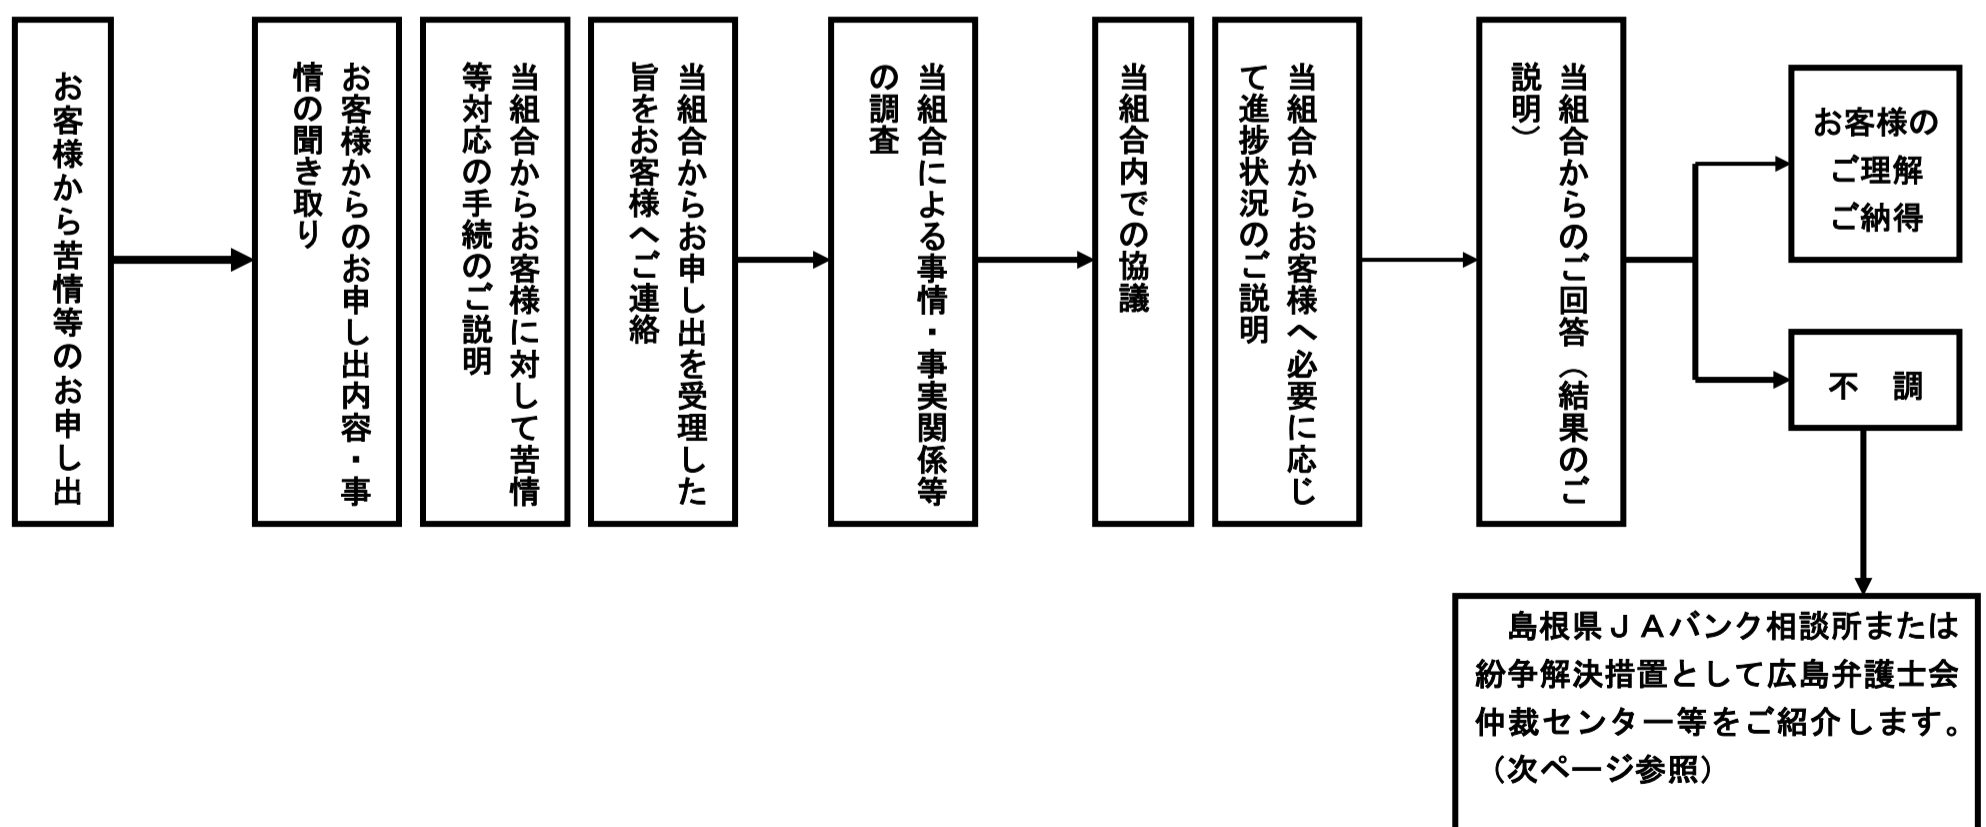 お客様から苦情等のお申し出
お客様からのお申し出内容・事
情の聞き取り
当組合からお客様に対して苦情
等対応の手続のご説明
当組合からお申し出を受理した
旨をお客様へご連絡
当組合による事情・事実関係等
の調査
当組合内での協議
当組合からお客様へ必要に応じ
て進捗状況のご説明
当組合からのご回答（結果のご
説明）
お客様の
ご理解
ご納得
不　調
島根県ＪＡバンク相談所または
紛争解決措置として広島弁護士会
仲裁センター等をご紹介します。
（次ページ参照）